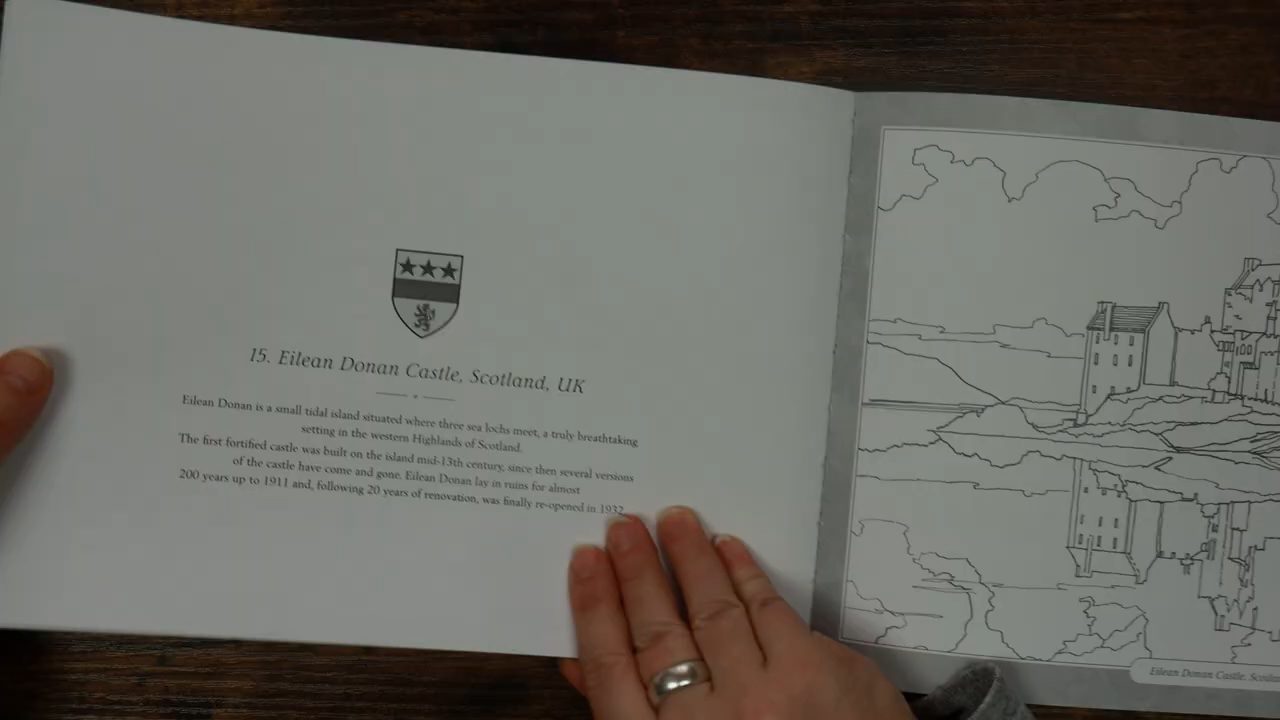 15. Eilean Donan Castle, Scotland, UK
Eilean Donan is a small tidal island situated where three sea lochs meet, a truly breathtaking
setting in the western Highlands of Scotland.
The first fortified castle was built on the island mid-13th century, since then several versions
of the castle have come and gone. Eilean Donan lay in ruins for almost
200 years up to 1911 and, following 20 years of renovation, was finally re-opened in 1932.
Eilean Donan Castle, Scotla